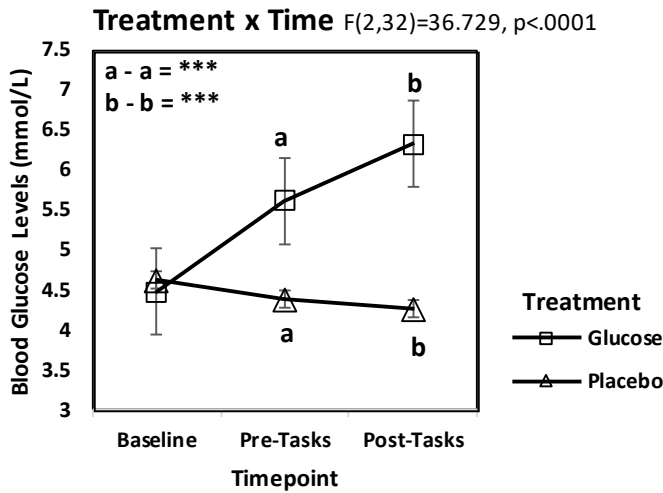 Treatment x Time F(2,32)=36.729, p<.0001
Blood Glucose Levels (mmol/L)
7.5
7
6.5
6
5.5
5
4.5
4
3.5
3
a - a = ***
b - b = ***
a
b
a
b
Baseline Pre-Tasks Post-Tasks
Timepoint
Treatment
Glucose
Placebo